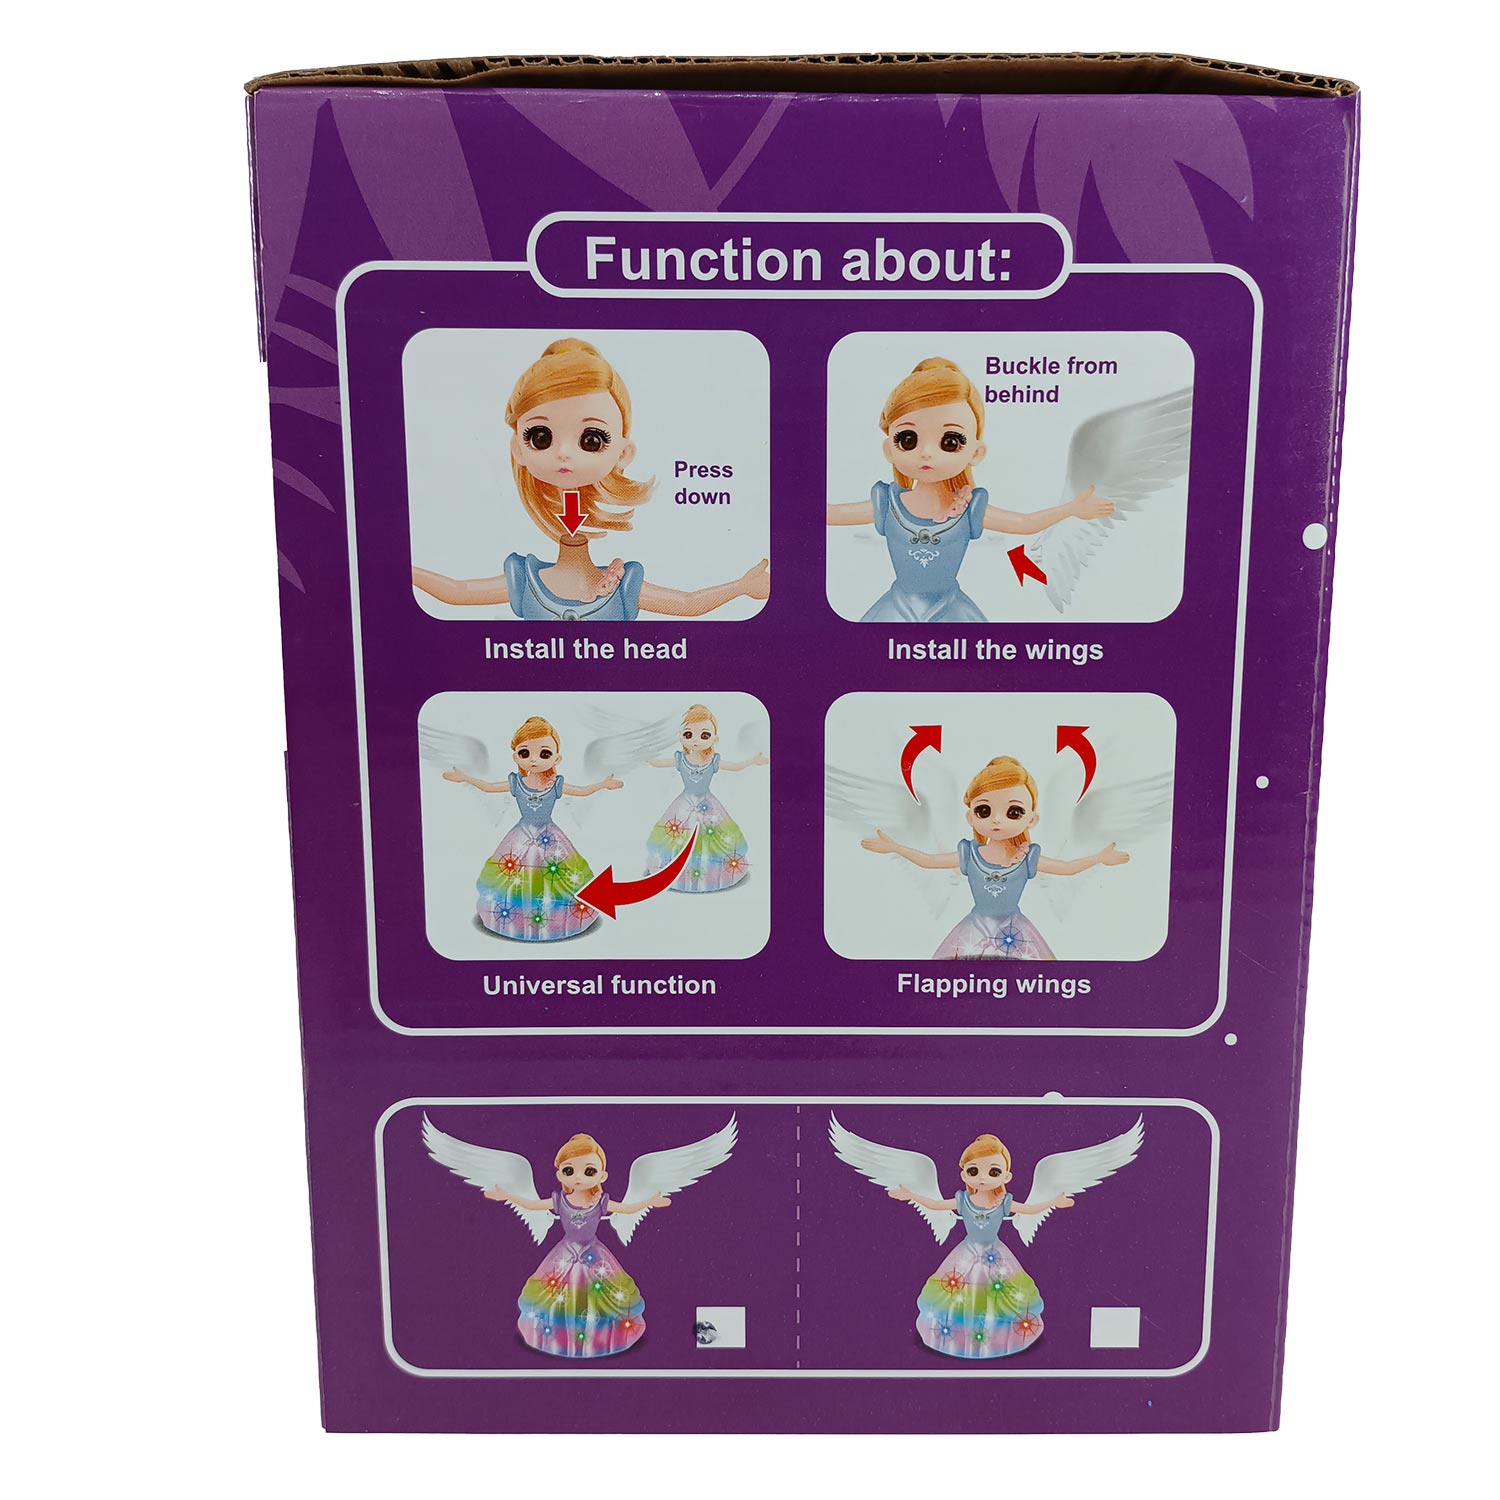 Function about:
Press
down
Buckle from
behind
Install the head
Install the wings
Universal function
Flapping wings